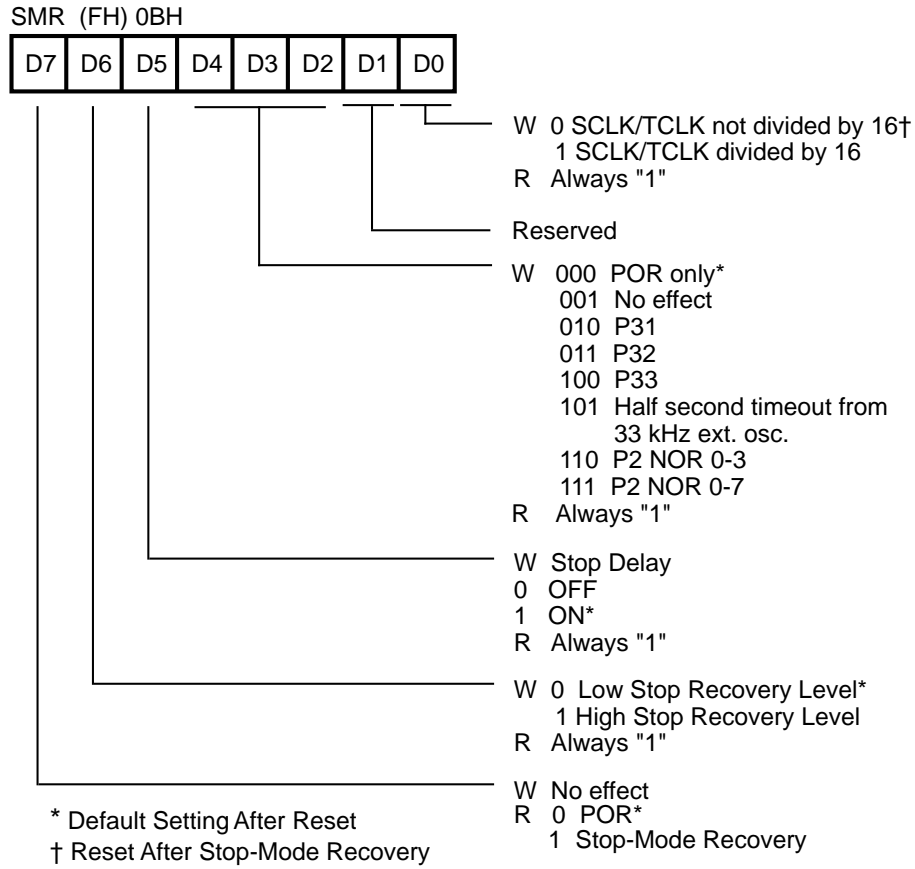 SMR (FH) 0BH
D7 D6 D5 D4 D3 D2 D1 D0
W 0 SCLK/TCLK not divided by 16†
1 SCLK/TCLK divided by 16
R Always "1"
Reserved
W 000 POR only*
001 No effect
010 P31
011 P32
100 P33
101 Half second timeout from
33 kHz ext. osc.
110 P2 NOR 0-3
111 P2 NOR 0-7
R Always "1"
W Stop Delay
0 OFF
1 ON*
R Always "1"
W 0 Low Stop Recovery Level*
1 High Stop Recovery Level
R Always "1"
W No effect
R 0 POR*
1 Stop-Mode Recovery
* Default Setting After Reset
† Reset After Stop-Mode Recovery